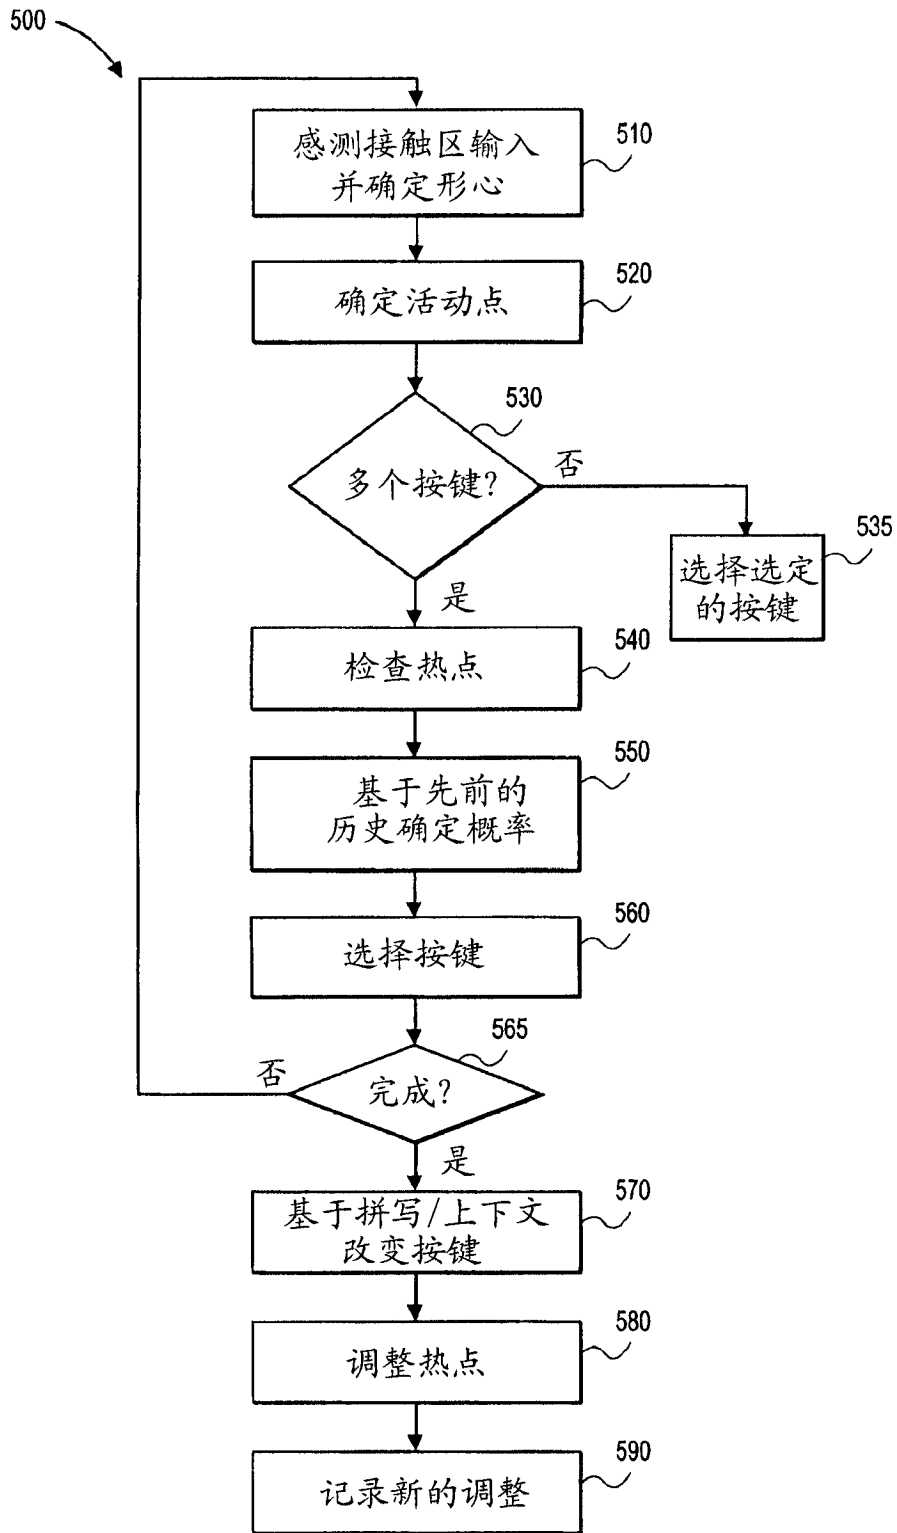 500
感测接触区输入
并确定形心
510
确定活动点
520
530
多个按键?
否
535
选择选定
的按键
是
检查热点
540
550
基于先前的
历史确定概率
选择按键
560
565
否
完成?
是
基于拼写/上下文
改变按键
570
调整热点
580
记录新的调整
590